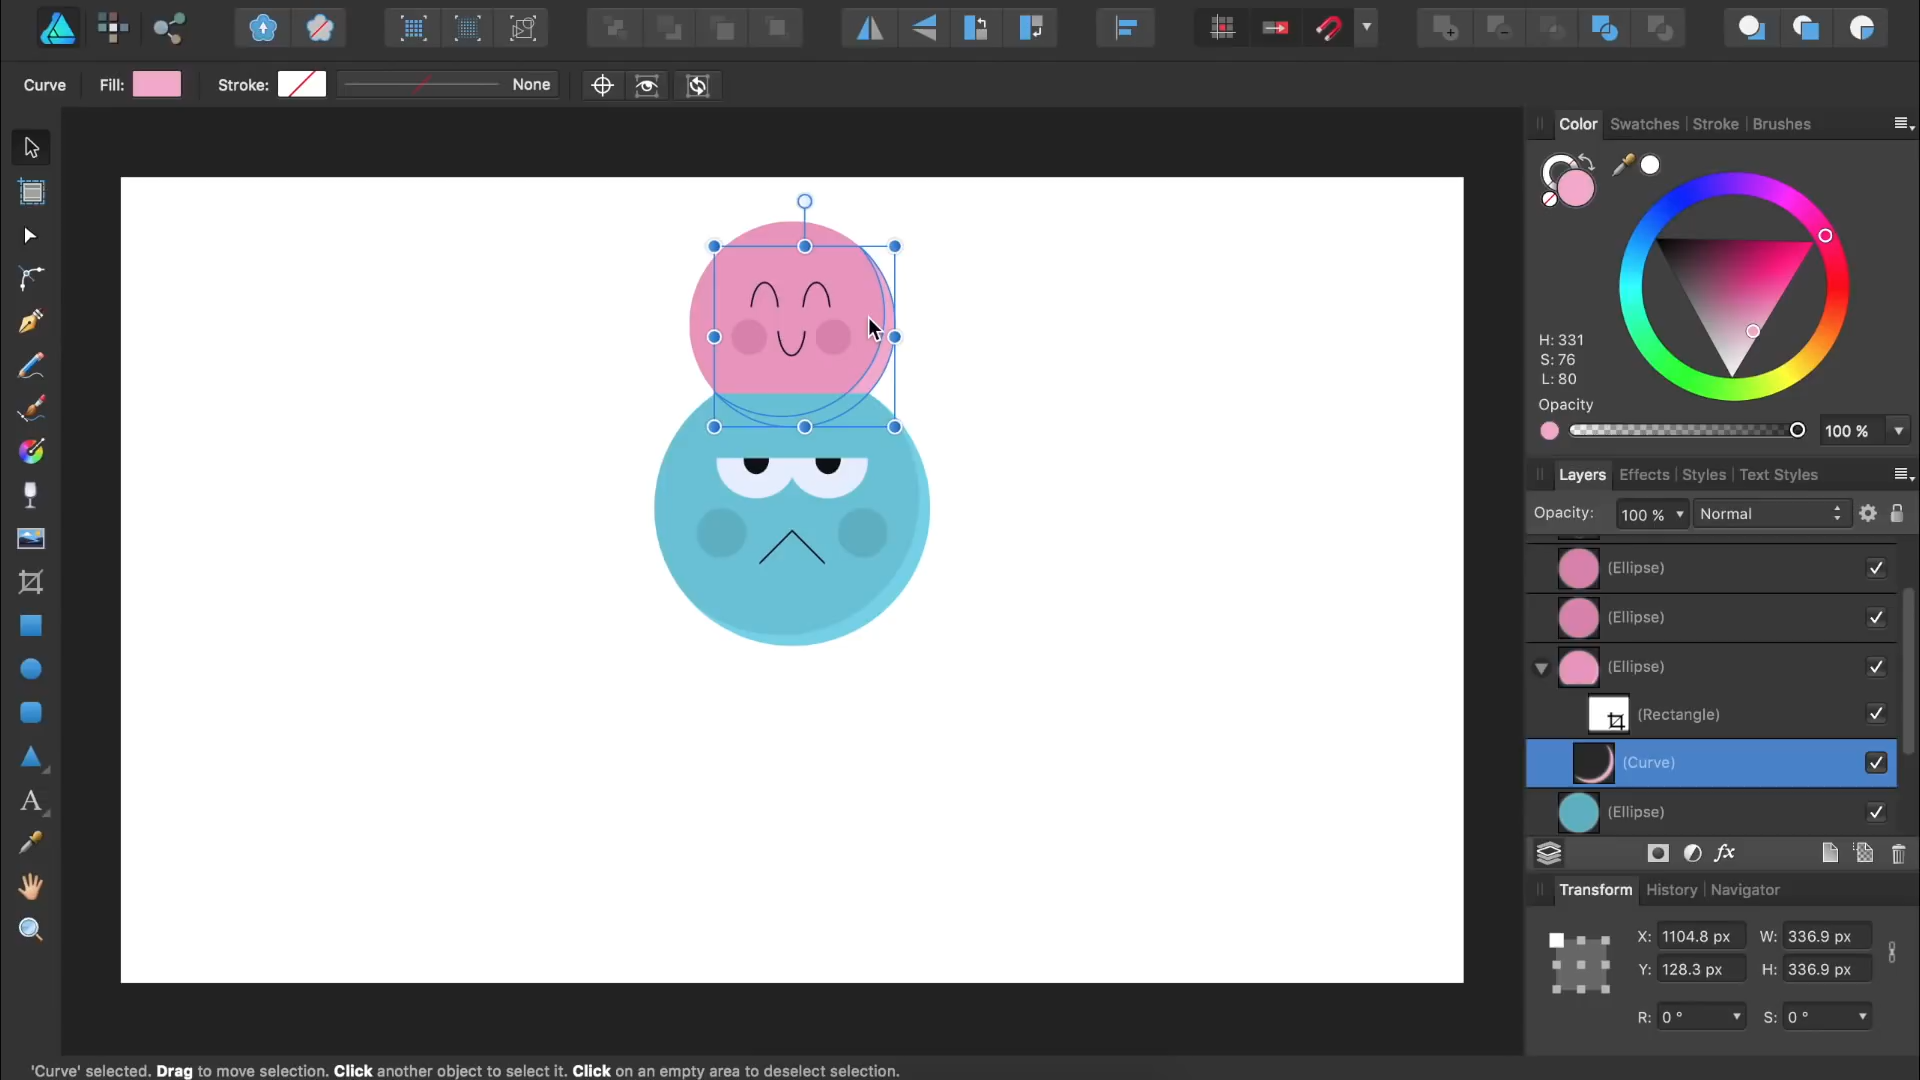 Curve Fill: Stroke: None
Color Swatches Stroke Brushes
H: 331
S: 76
L: 80
Opacity
100 %
Layers Effects Styles Text Styles
Opacity: 100 % Normal
(Ellipse)
(Ellipse)
(Ellipse)
(Rectangle)
(Curve)
(Ellipse)
fx
Transform History Navigator
X: 1104.8 px W: 336.9 px
Y: 128.3 px H: 336.9 px
R: 0 ° S: 0 °
'Curve' selected. Drag to move selection. Click another object to select it. Click on an empty area to deselect selection.